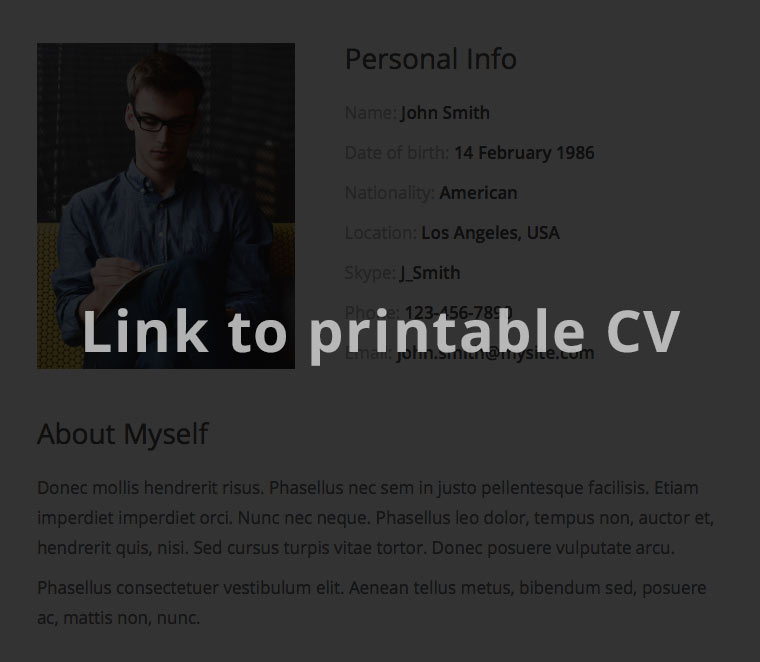 Personal Info
Name: John Smith
Date of birth: 14 February 1986
Nationality: American
Location: Los Angeles, USA
Skype: J_Smith
Phone: 123-456-7890
Email: john.smith@mysite.com
Link to printable CV
About Myself
Donec mollis hendrerit risus. Phasellus nec sem in justo pellentesque facilisis. Etiam
imperdiet imperdiet orci. Nunc nec neque. Phasellus leo dolor, tempus non, auctor et,
hendrerit quis, nisi. Sed cursus turpis vitae tortor. Donec posuere vulputate arcu.
Phasellus consectetuer vestibulum elit. Aenean tellus metus, bibendum sed, posuere
ac, mattis non, nunc.